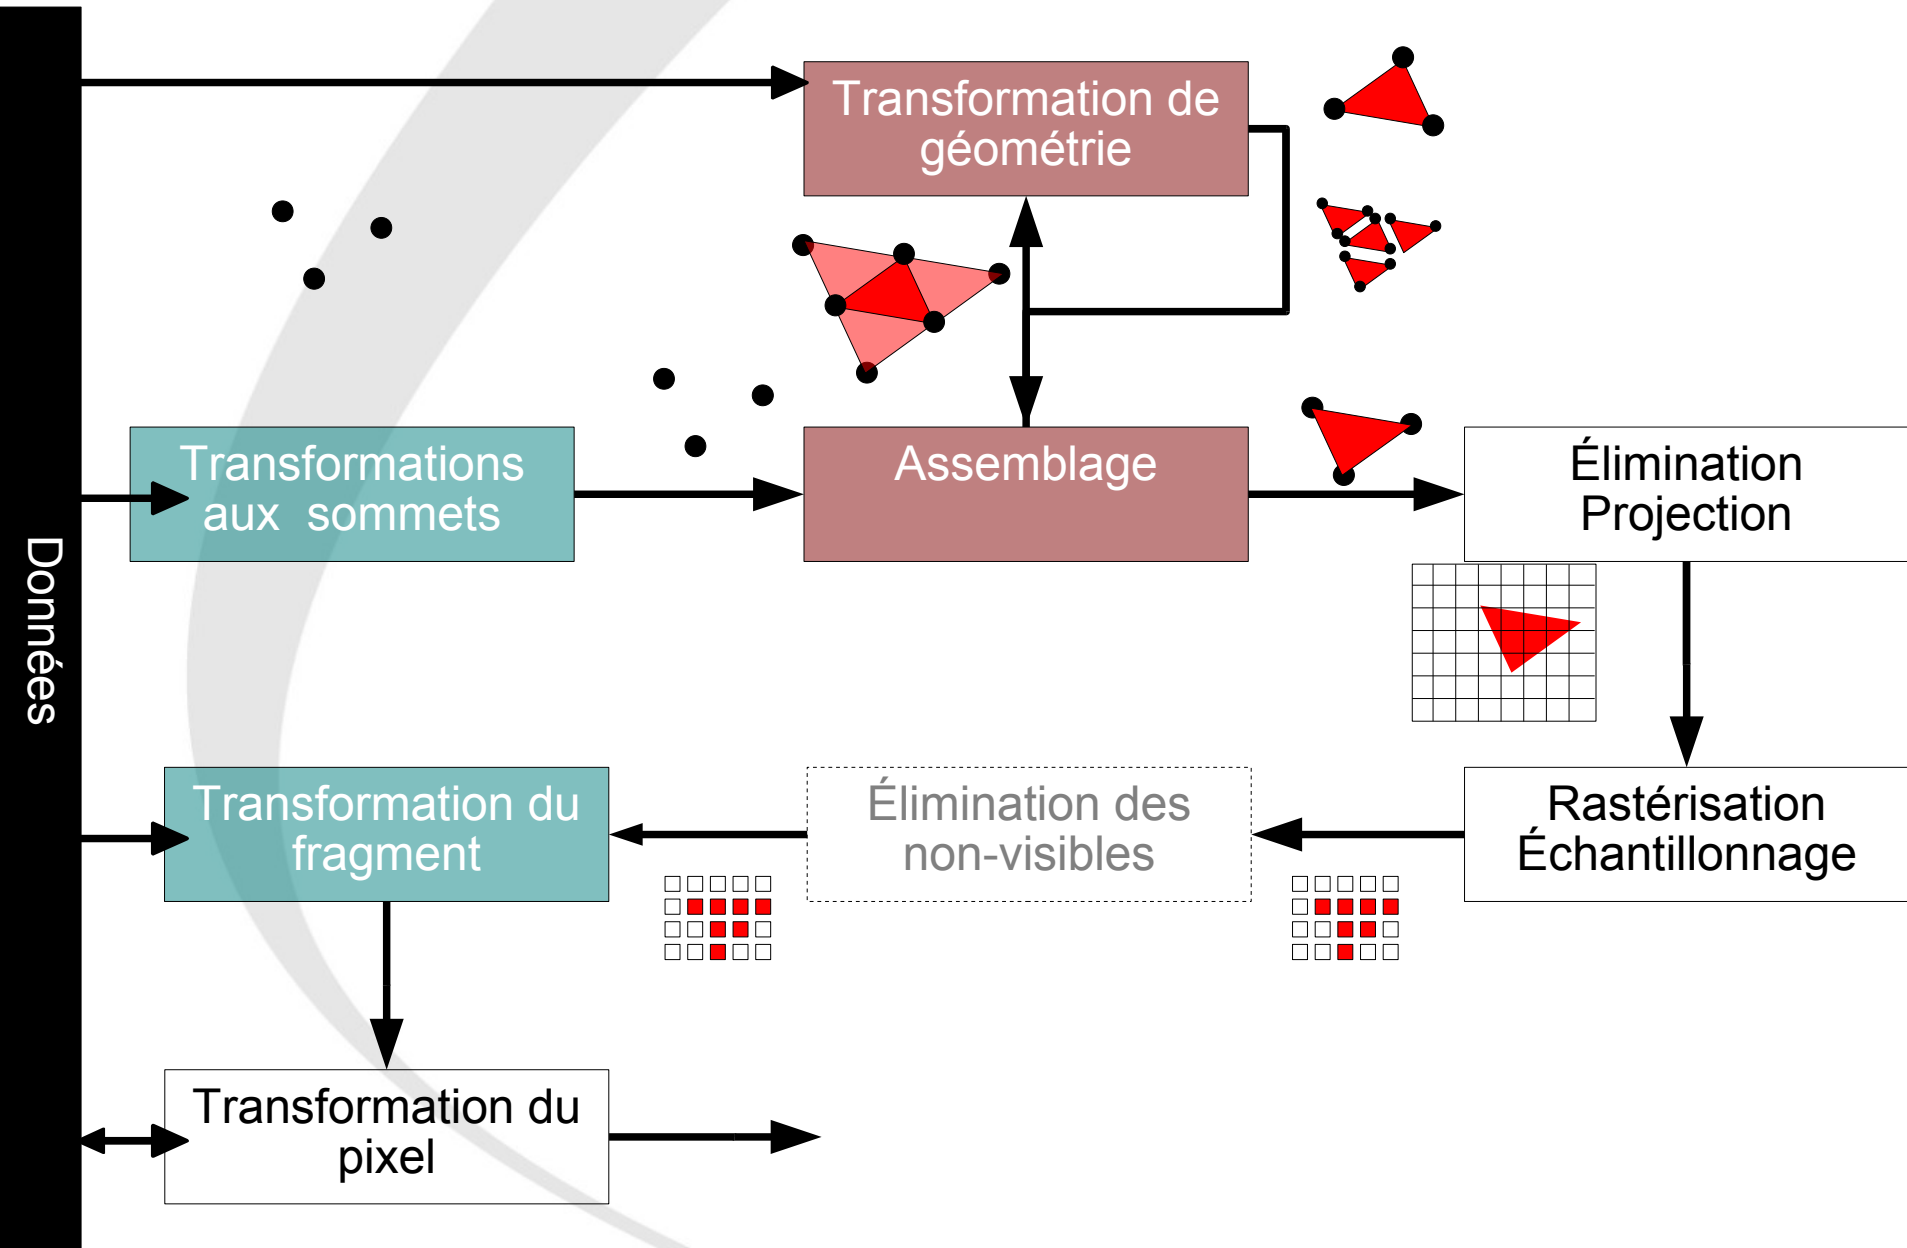 Transformation de
géométrie
Transformations
aux sommets
Assemblage
Élimination
Projection
Données
Transformation du
fragment
Élimination des
non-visibles
Rastérisation
Échantillonnage
Transformation du
pixel